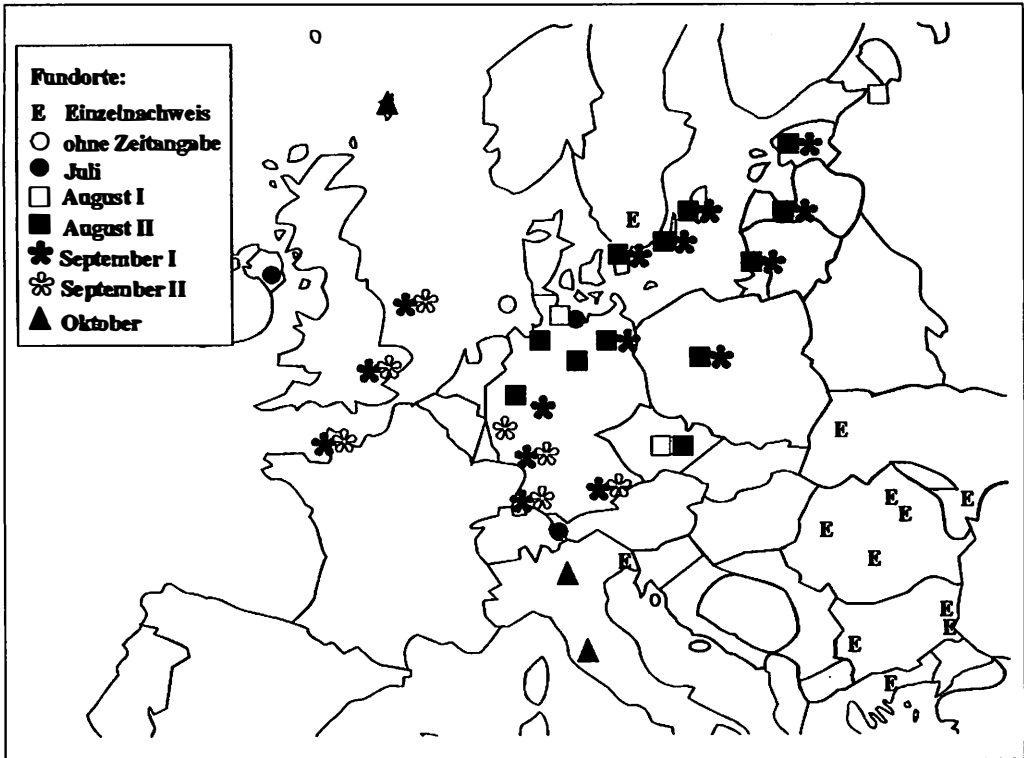 Fundorte:
E Einzelnachweis
ohne Zeitangabe
Juli
August I
August II
September I
September II
Oktober
E
E
E
E
E
E
E
E
E
E
E
E
E